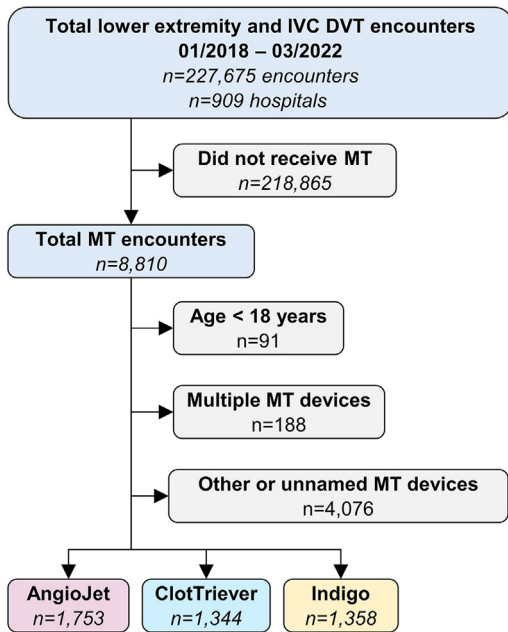 Total lower extremity and IVC DVT encounters
01/2018 – 03/2022
n=227,675 encounters
n=909 hospitals
Did not receive MT
n=218,865
Total MT encounters
n=8,810
Age < 18 years
n=91
Multiple MT devices
n=188
Other or unnamed MT devices
n=4,076
AngioJet
n=1,753
ClotTriever
n=1,344
Indigo
n=1,358